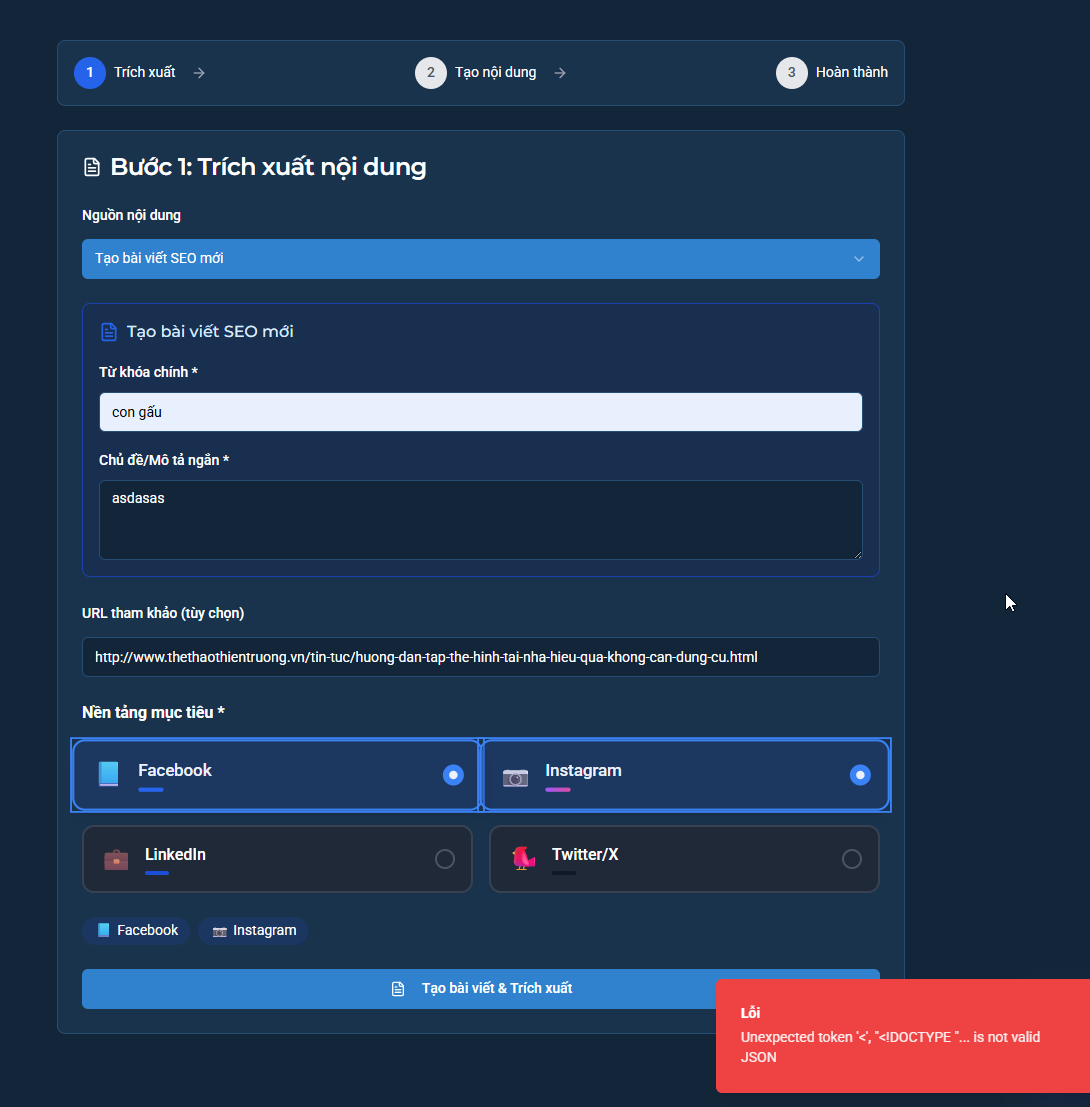 1 Trích xuất
2 Tạo nội dung
3 Hoàn thành
Bước 1: Trích xuất nội dung
Nguồn nội dung
Tạo bài viết SEO mới
Tạo bài viết SEO mới
Từ khóa chính *
con gấu
Chủ đề/Mô tả ngắn *
asdasas
URL tham khảo (tùy chọn)
http://www.thethaothientruong.vn/tin-tuc/huong-dan-tap-the-hinh-tai-nha-hieu-qua-khong-can-dung-cu.html
Nền tảng mục tiêu *
Facebook
Instagram
LinkedIn
Twitter/X
Facebook
Instagram
Tạo bài viết & Trích xuất
Lỗi
Unexpected token '<', "<!DOCTYPE "... is not valid
JSON